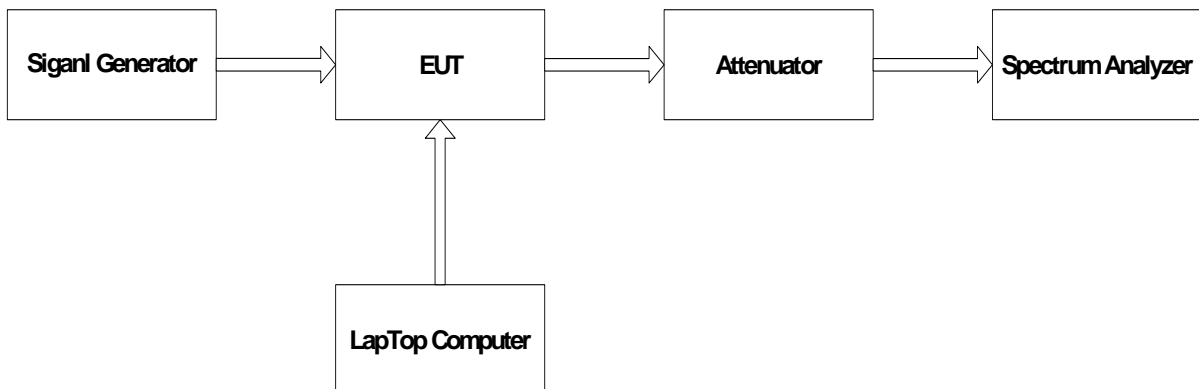 Siganl Generator
EUT
Attenuator
Spectrum Analyzer
LapTop Computer